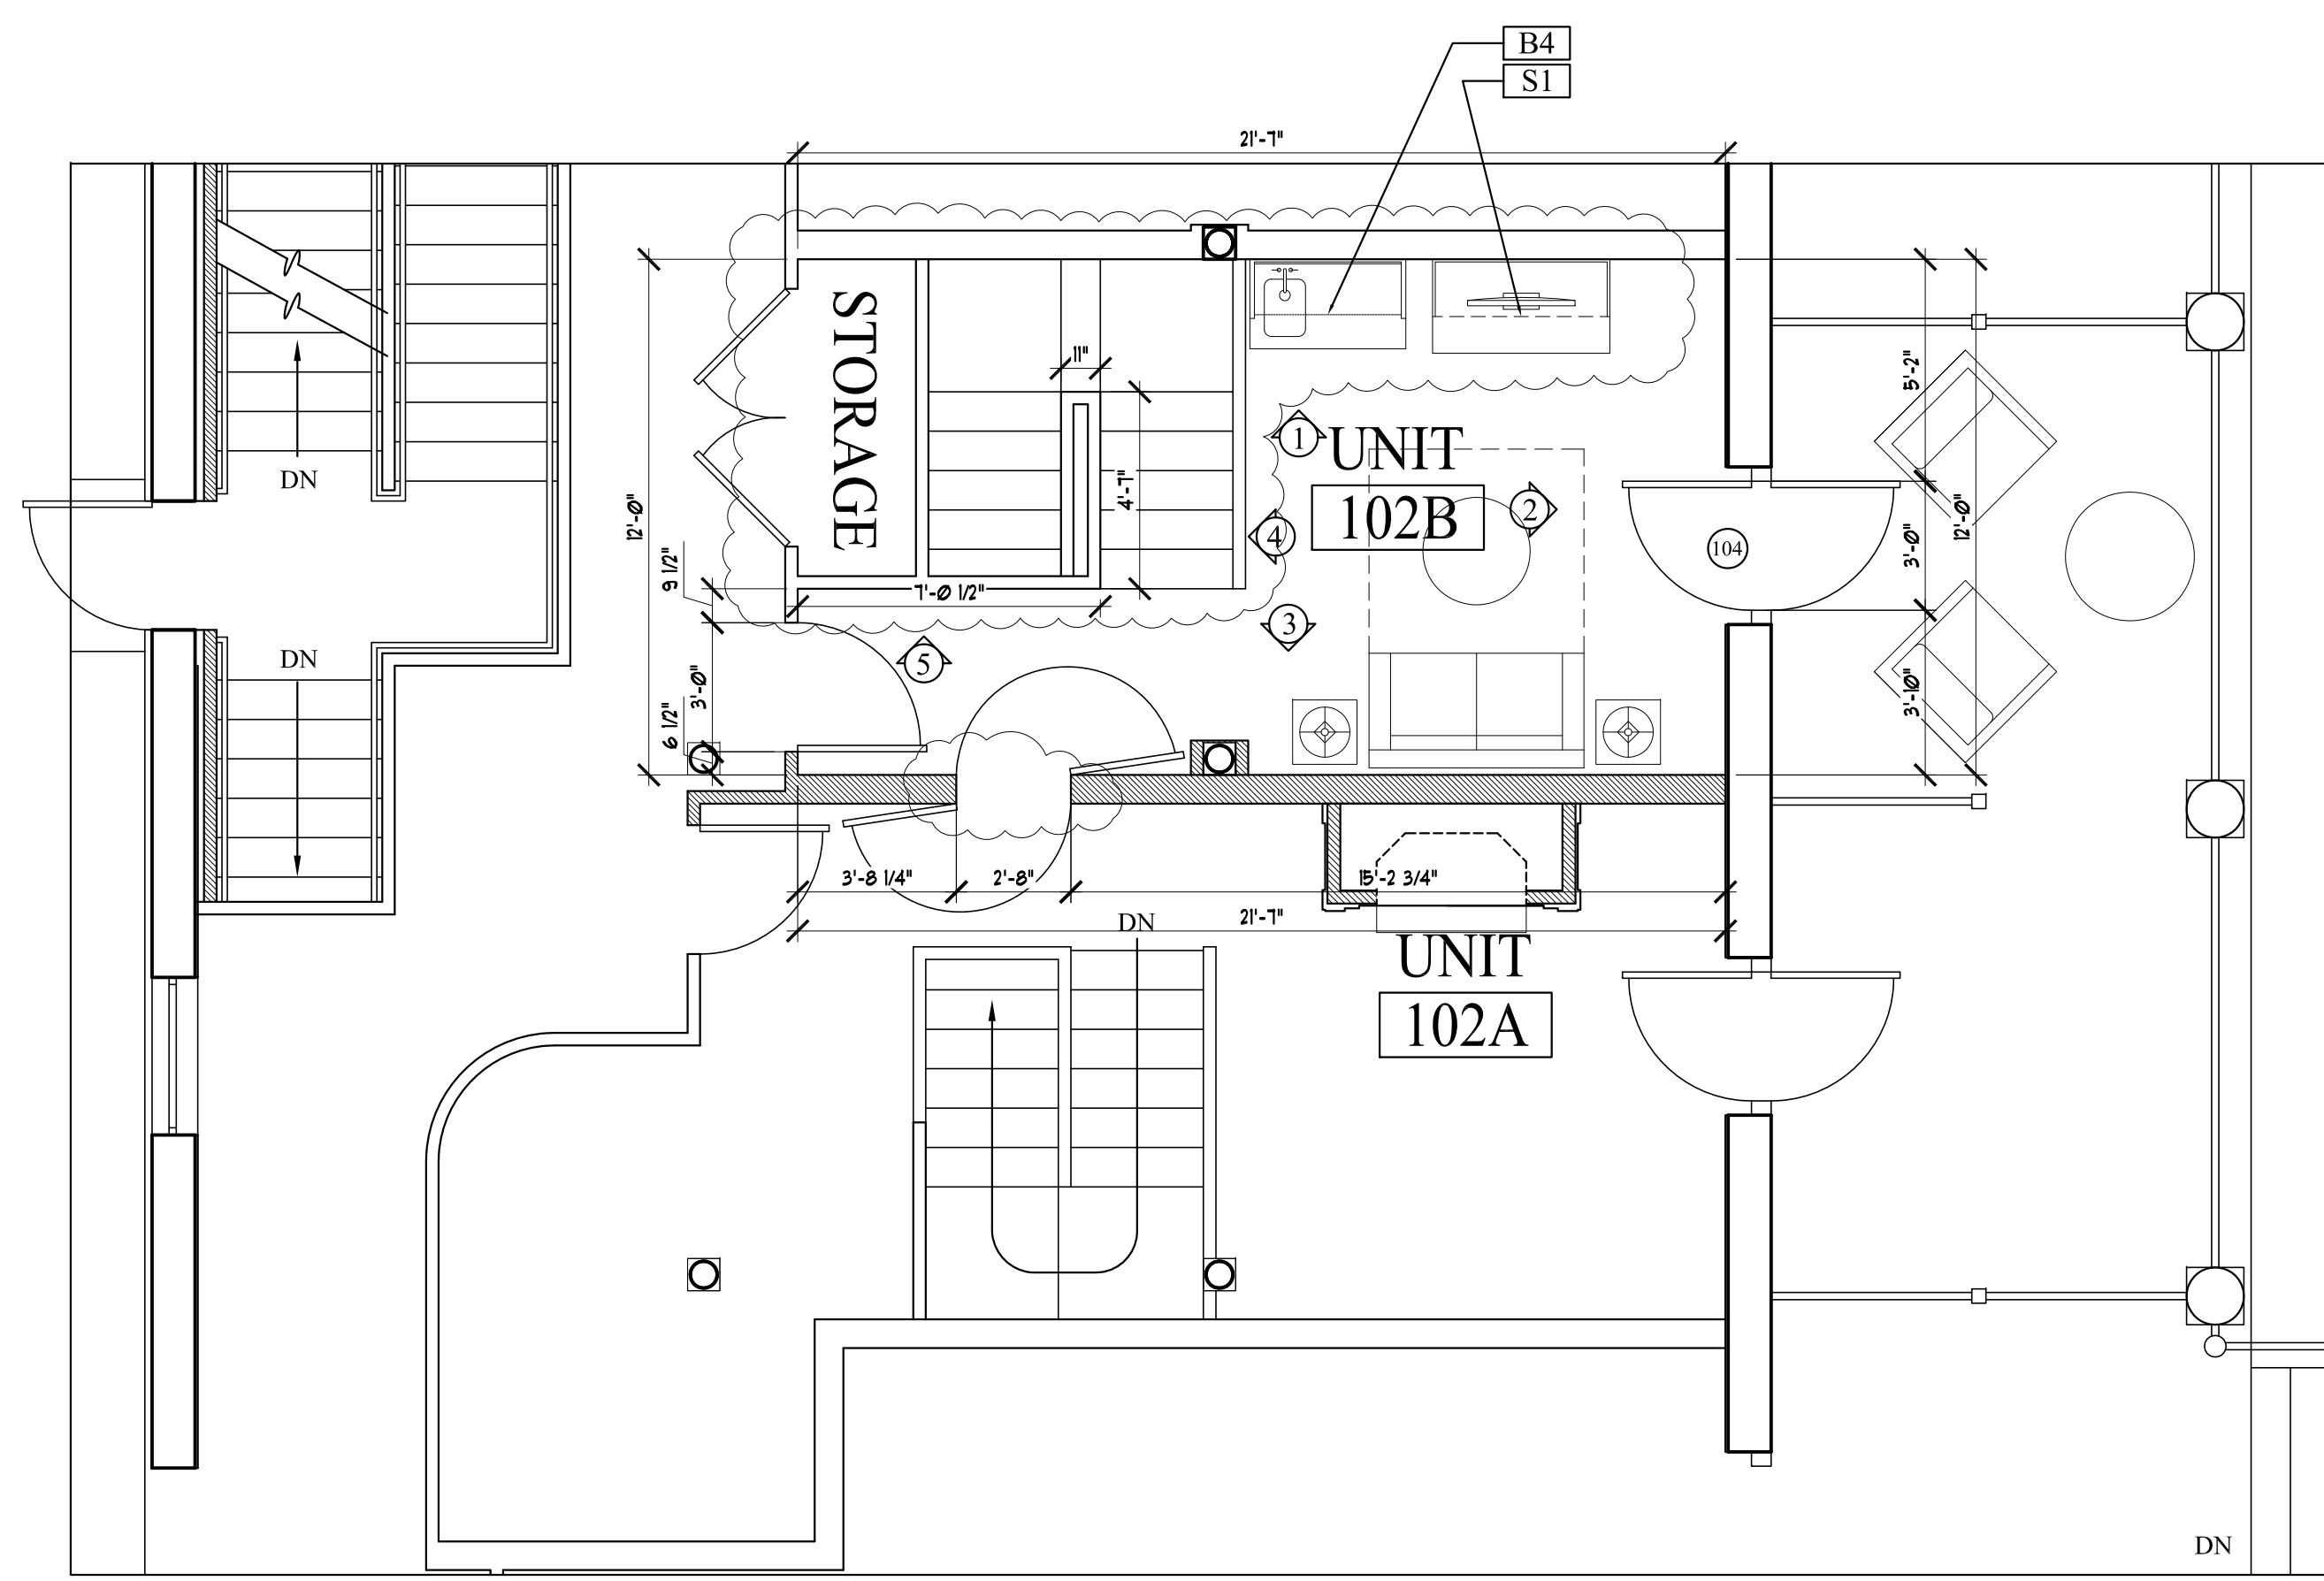 B4
S1
21'-7"
STORAGE
11"
5'-2"
1
UNIT
DN
4'-7"
102B
2
12'-0"
4
104
3'-0"
12'-0"
9 1/2"
7'-0 1/2"
3
DN
5
3'-0"
3'-10"
6 1/2"
3'-8 1/4"
2'-8"
15'-2 3/4"
DN
21'-7"
UNIT
102A
DN